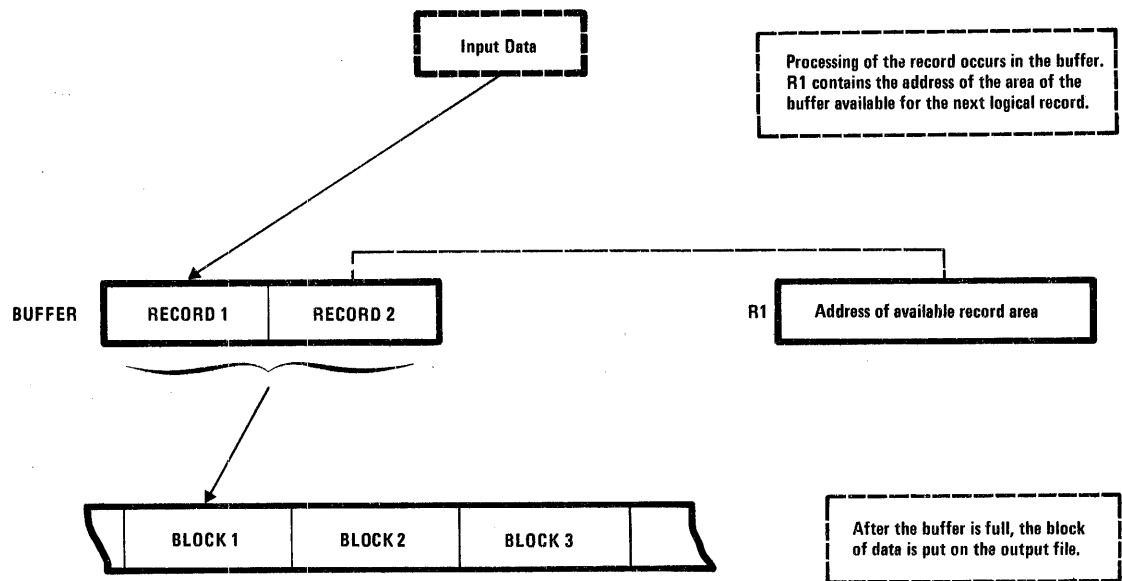 Input Data
Processing of the record occurs in the buffer.
R1 contains the address of the area of the
buffer available for the next logical record.
BUFFER
RECORD 1
RECORD 2
R1
Address of available record area
BLOCK 1
BLOCK 2
BLOCK 3
After the buffer is full, the block
of data is put on the output file.